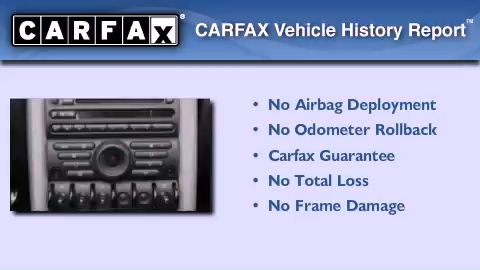 CARFAX® CARFAX Vehicle History Report™
• No Airbag Deployment
• No Odometer Rollback
• Carfax Guarantee
• No Total Loss
• No Frame Damage